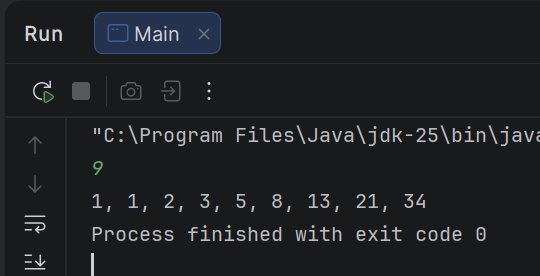 Run
Main
"C:\Program Files\Java\jdk-25\bin\java
9
1, 1, 2, 3, 5, 8, 13, 21, 34
Process finished with exit code 0